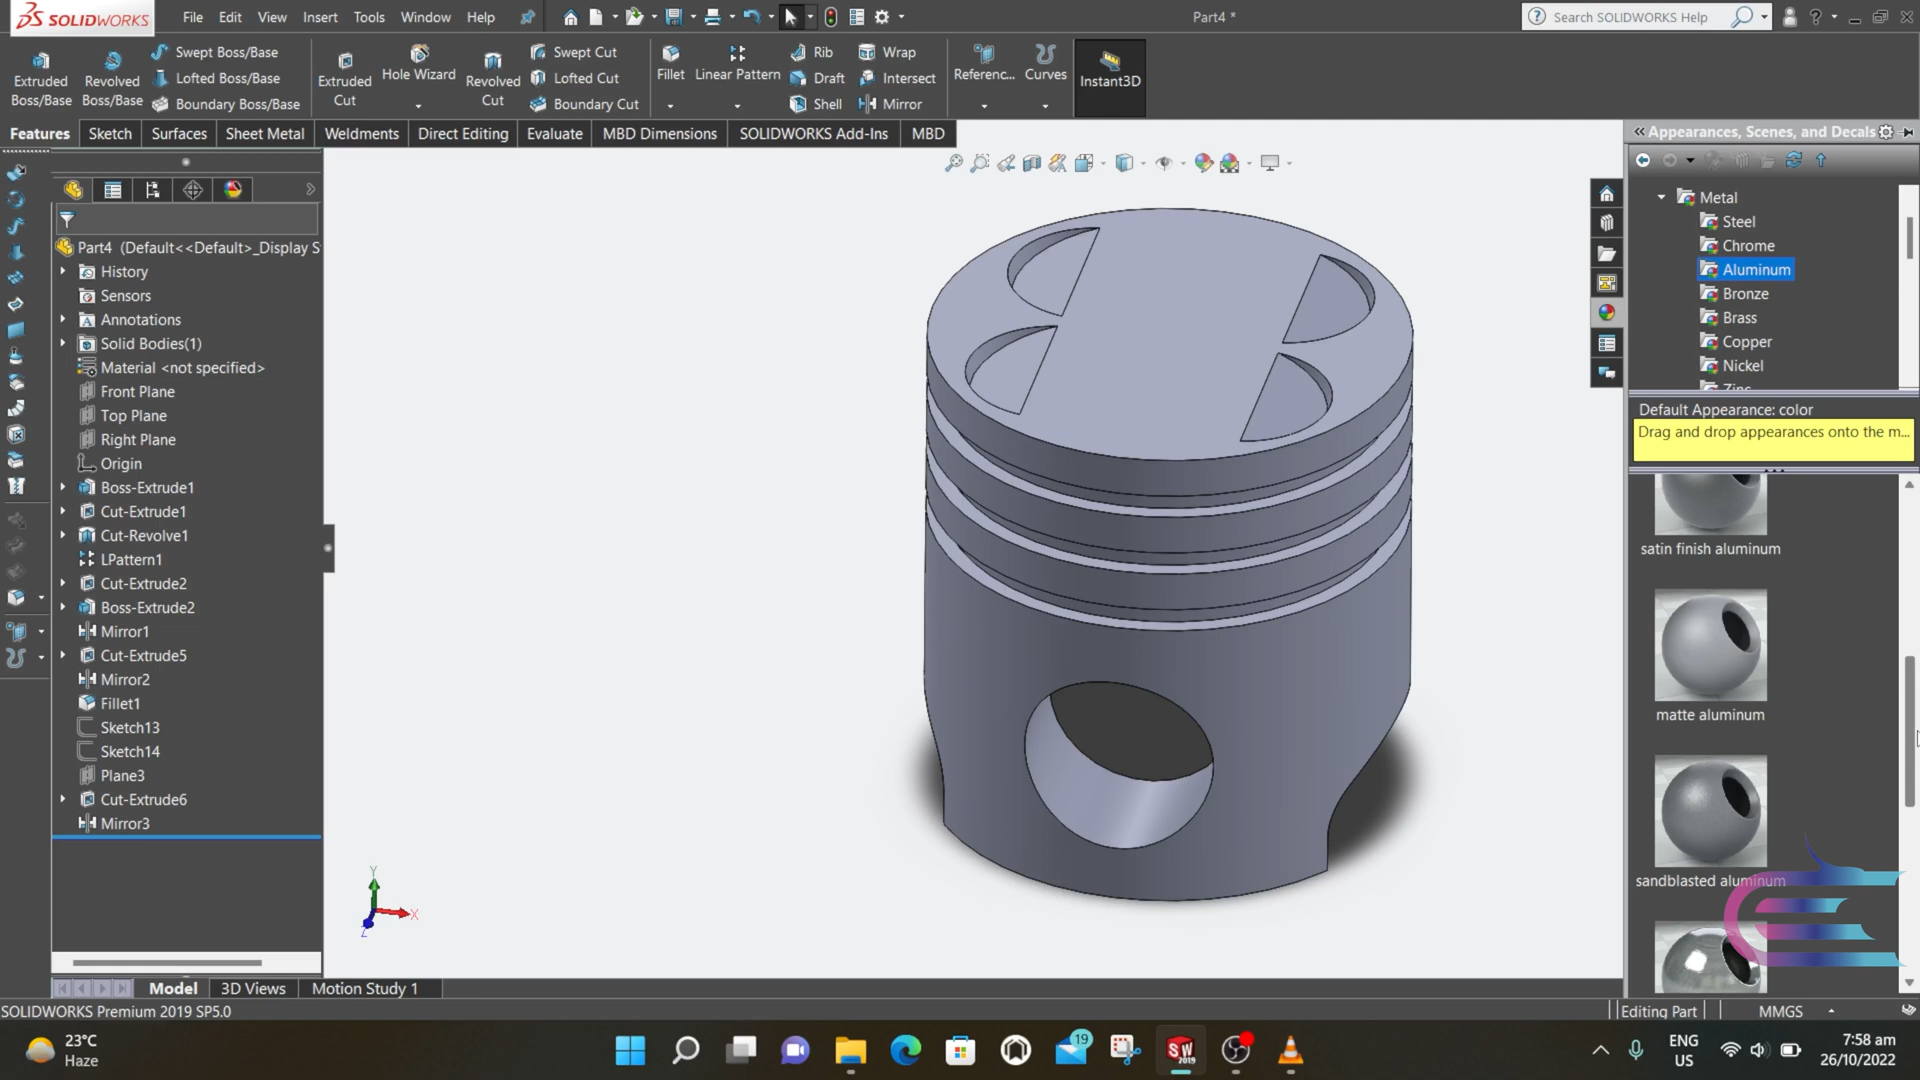 SOLIDWORKS
File Edit View Insert Tools Window Help
Part4 *
Search SOLIDWORKS Help
Extruded Boss/Base
Revolved Boss/Base
Swept Boss/Base
Lofted Boss/Base
Boundary Boss/Base
Extruded Cut
Hole Wizard
Revolved Cut
Swept Cut
Lofted Cut
Boundary Cut
Fillet
Linear Pattern
Rib
Draft
Shell
Wrap
Intersect
Mirror
Referenc...
Curves
Instant3D
Features Sketch Surfaces Sheet Metal Weldments Direct Editing Evaluate MBD Dimensions SOLIDWORKS Add-Ins MBD
Part4 (Default<<Default>_Display S
History
Sensors
Annotations
Solid Bodies(1)
Material <not specified>
Front Plane
Top Plane
Right Plane
Origin
Boss-Extrude1
Cut-Extrude1
Cut-Revolve1
LPattern1
Cut-Extrude2
Boss-Extrude2
Mirror1
Cut-Extrude5
Mirror2
Fillet1
Sketch13
Sketch14
Plane3
Cut-Extrude6
Mirror3
Y
X
Z
Appearances, Scenes, and Decals
Metal
Steel
Chrome
Aluminum
Bronze
Brass
Copper
Nickel
Zinc
Default Appearance: color
Drag and drop appearances onto the m...
satin finish aluminum
matte aluminum
sandblasted aluminum
Model 3D Views Motion Study 1
SOLIDWORKS Premium 2019 SP5.0
Editing Part
MMGS
23°C
Haze
19
SW
2019
ENG
US
7:58 am
26/10/2022